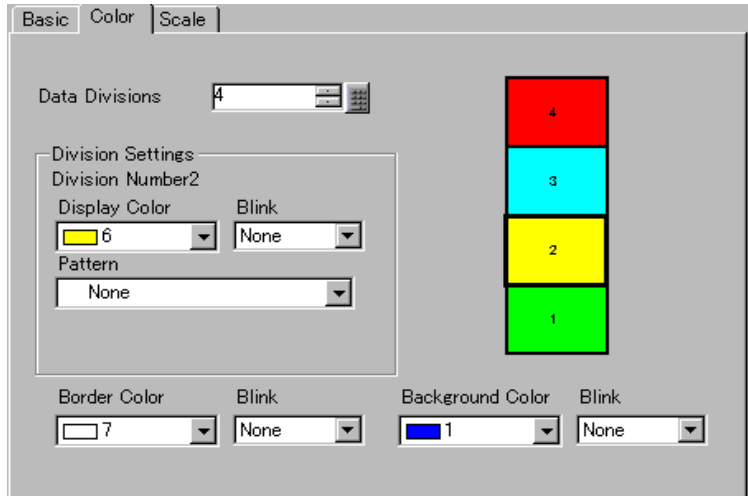 Basic Color Scale
Data Divisions 4
4
3
2
1
Division Settings
Division Number2
Display Color Blink
6 None
Pattern
None
Border Color Blink Background Color Blink
7 None 1 None